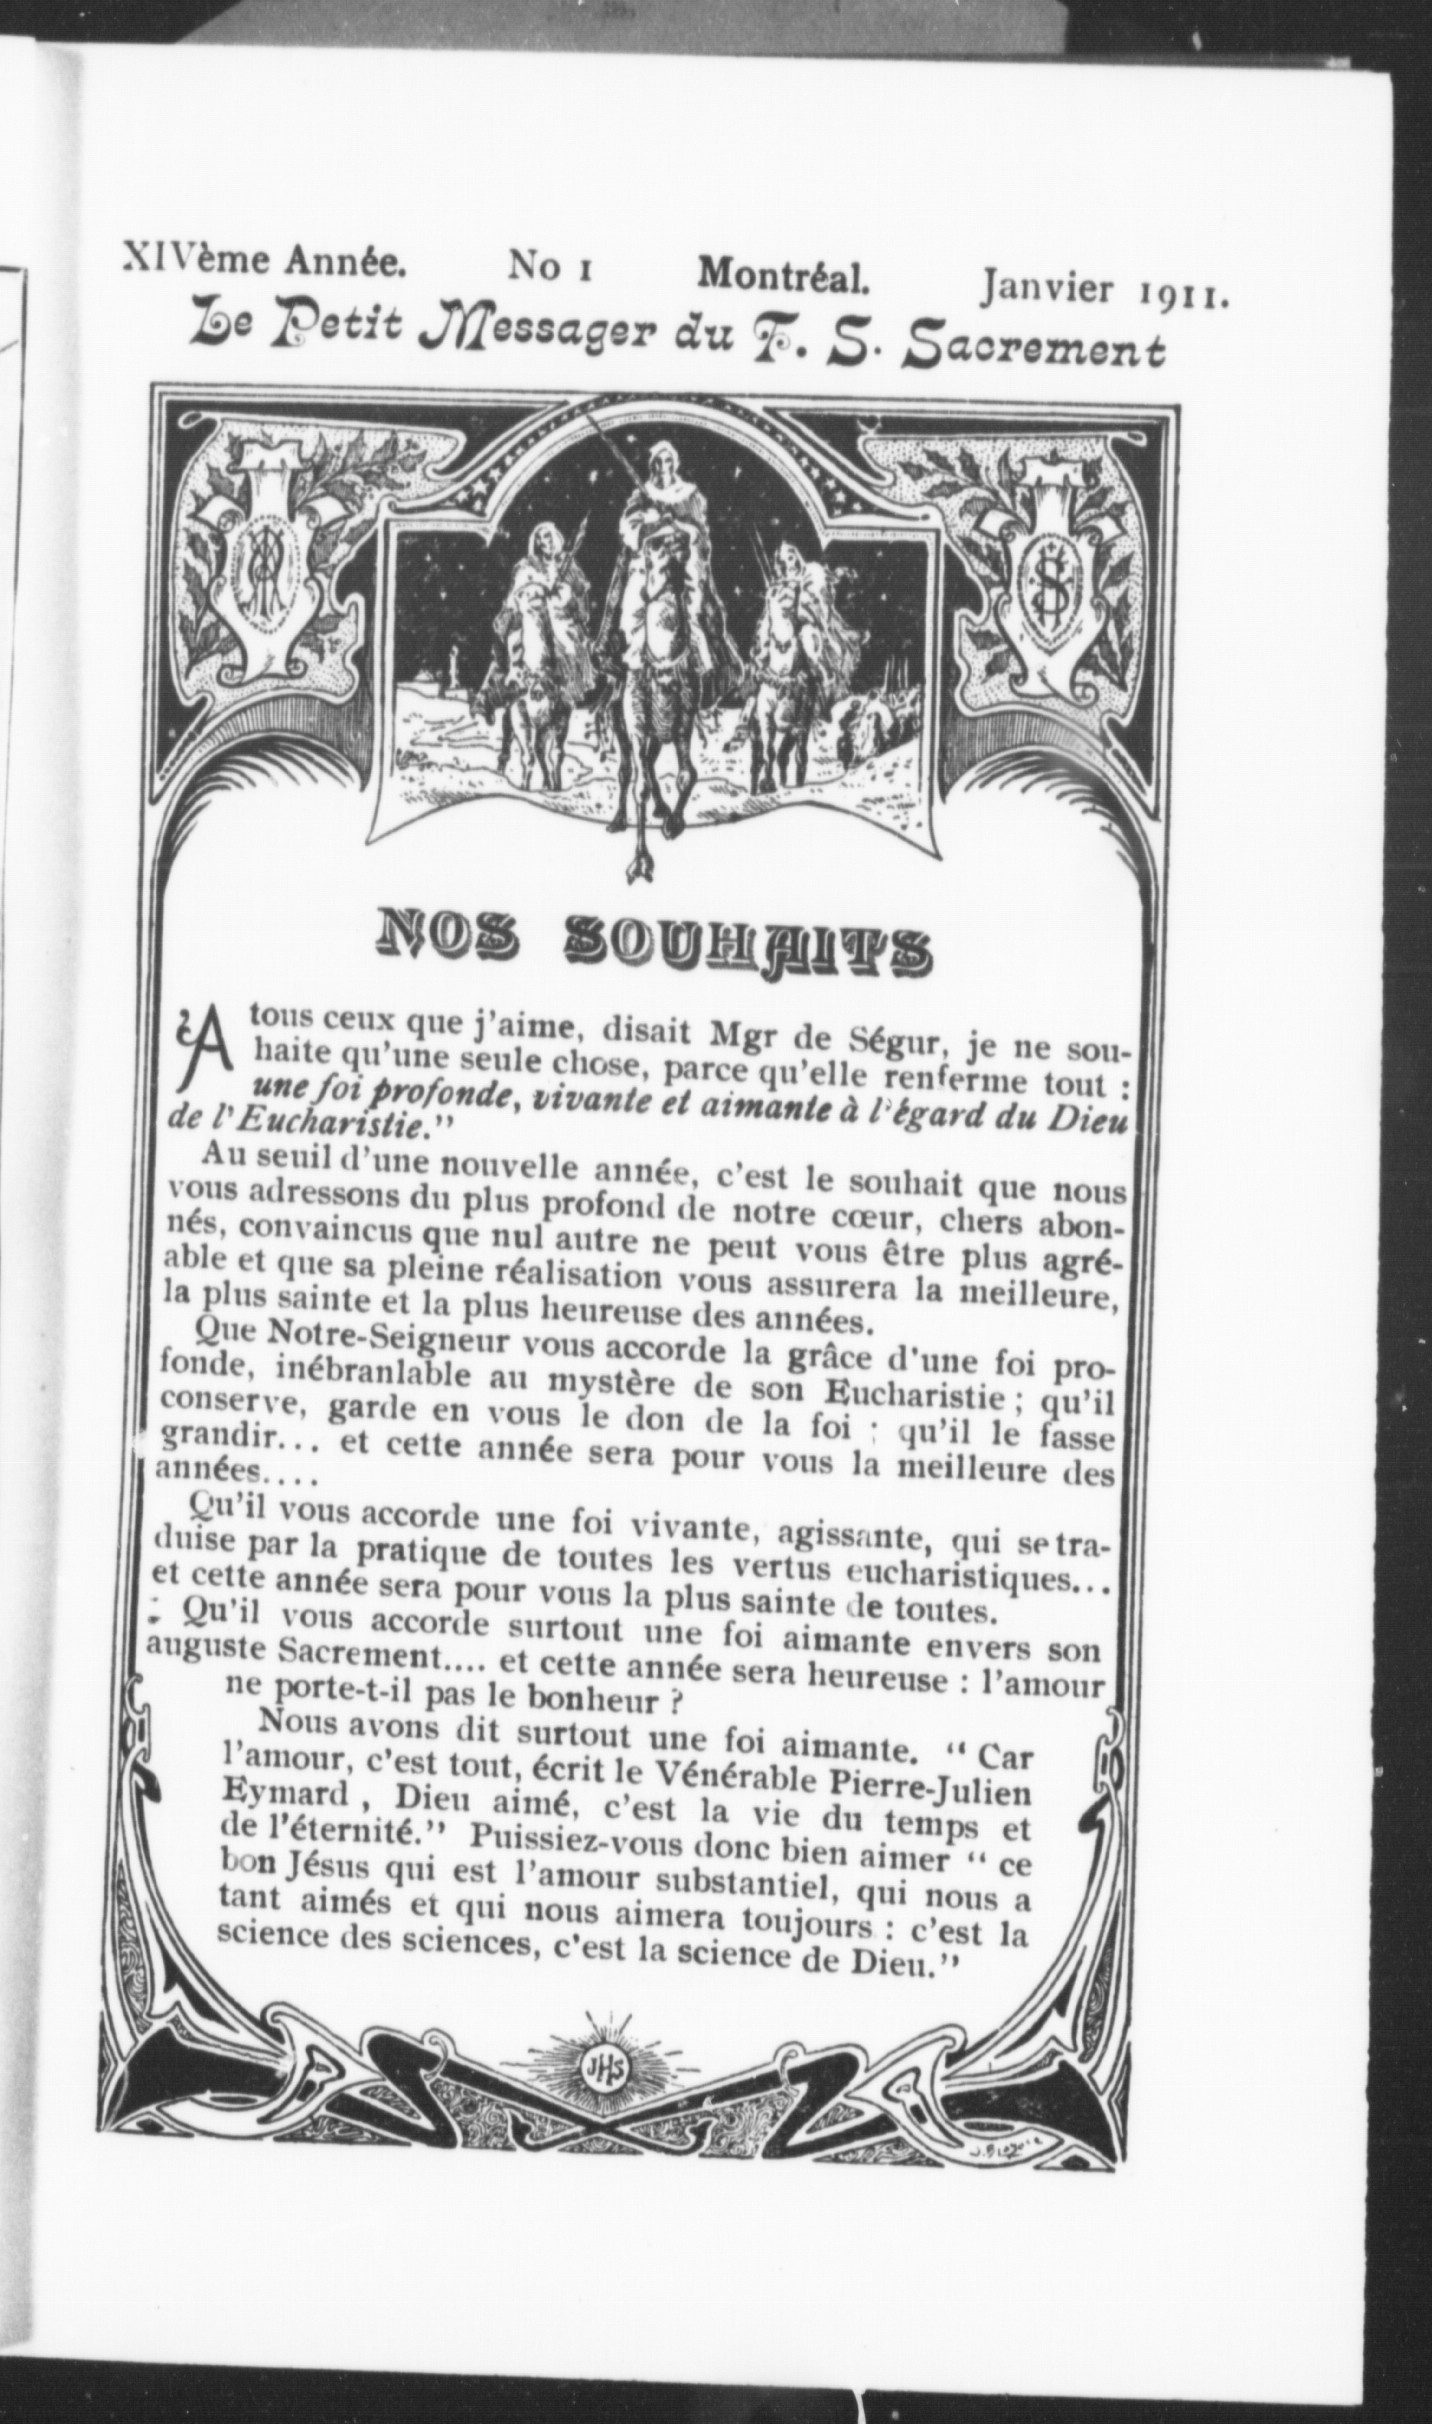 XIVème Année. No 1 Montréal. Janvier 1911.
Le Petit Messager du T. S. Sacrement
NOS SOUHAITS
A tous ceux que j'aime, disait Mgr de Ségur, je ne sou-
haite qu'une seule chose, parce qu'elle renferme tout :
une foi profonde, vivante et aimante à l'égard du Dieu
de l'Eucharistie."
Au seuil d'une nouvelle année, c'est le souhait que nous
vous adressons du plus profond de notre cœur, chers abon-
nés, convaincus que nul autre ne peut vous être plus agré-
able et que sa pleine réalisation vous assurera la meilleure,
la plus sainte et la plus heureuse des années.
Que Notre-Seigneur vous accorde la grâce d'une foi pro-
fonde, inébranlable au mystère de son Eucharistie ; qu'il
conserve, garde en vous le don de la foi ; qu'il le fasse
grandir... et cette année sera pour vous la meilleure des
années....
Qu'il vous accorde une foi vivante, agissante, qui se tra-
duise par la pratique de toutes les vertus eucharistiques...
et cette année sera pour vous la plus sainte de toutes.
Qu'il vous accorde surtout une foi aimante envers son
auguste Sacrement.... et cette année sera heureuse : l'amour
ne porte-t-il pas le bonheur ?
Nous avons dit surtout une foi aimante. " Car
l'amour, c'est tout, écrit le Vénérable Pierre-Julien
Eymard , Dieu aimé, c'est la vie du temps et
de l'éternité." Puissiez-vous donc bien aimer " ce
bon Jésus qui est l'amour substantiel, qui nous a
tant aimés et qui nous aimera toujours : c'est la
science des sciences, c'est la science de Dieu."
JHS